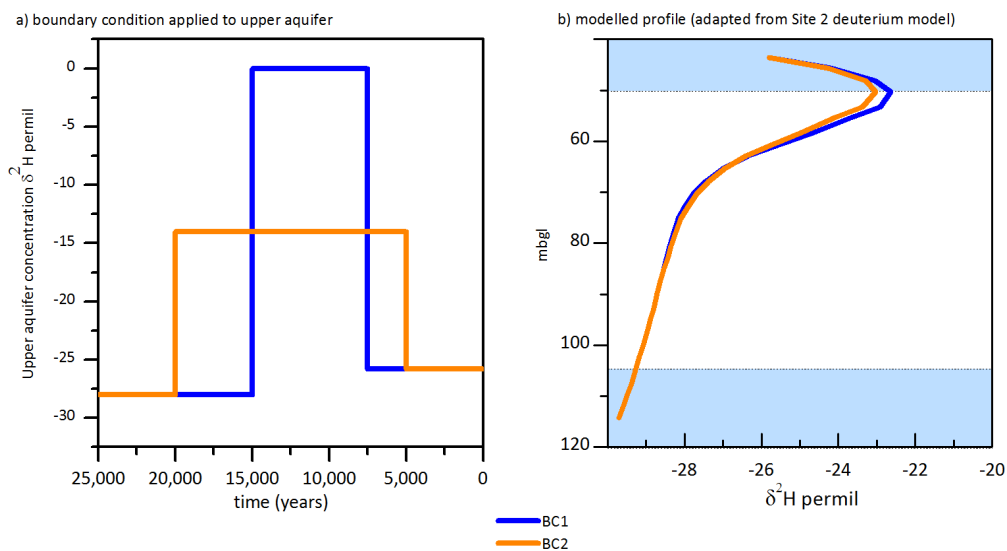 a) boundary condition applied to upper aquifer
b) modelled profile (adapted from Site 2 deuterium model)
Upper aquifer concentration δ²H permil
0
-5
-10
-15
-20
-25
-30
25,000 20,000 15,000 10,000 5,000 0
time (years)
mbgl
60
80
100
120
-28 -26 -24 -22 -20
δ²H permil
BC1
BC2